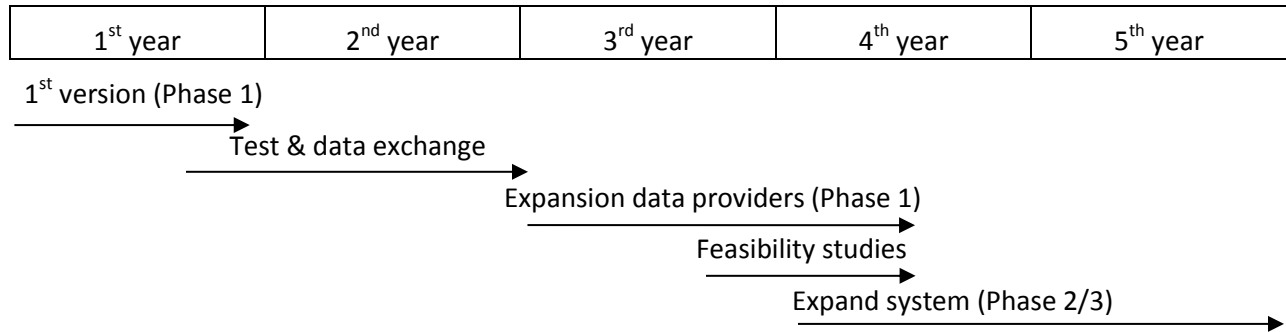 1st year 2nd year 3rd year 4th year 5th year
1st version (Phase 1)
Test & data exchange
Expansion data providers (Phase 1)
Feasibility studies
Expand system (Phase 2/3)